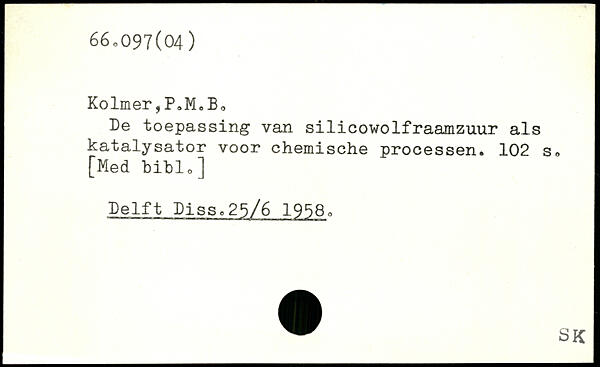 66.097(04)
Kolmer,P.M.B.
De toepassing van silicowolfraamzuur als
katalysator voor chemische processen. 102 s.
[Med bibl.]
Delft Diss.25/6 1958.
SK